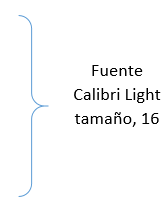 Fuente
Calibri Light
tamaño, 16